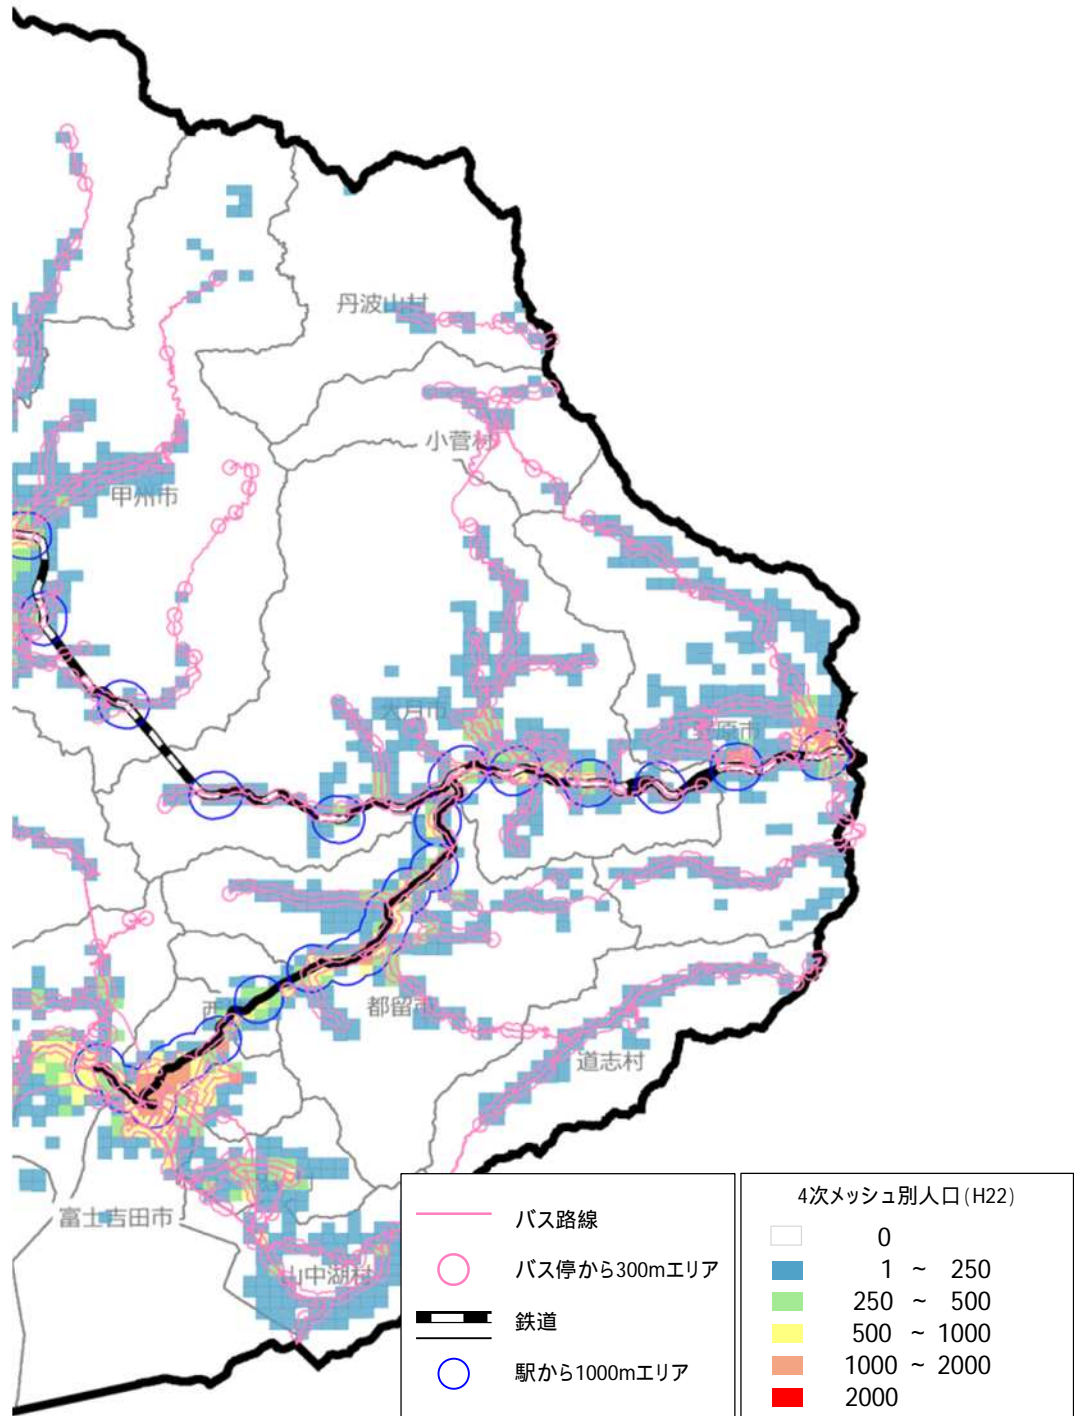 丹波山村
小菅村
甲州市
大月市
上野原市
西
都留市
道志村
富士吉田市
山中湖村
バス路線
バス停から300mエリア
鉄道
駅から1000mエリア
4次メッシュ別人口(H22)
0
1 ~ 250
250 ~ 500
500 ~ 1000
1000 ~ 2000
2000